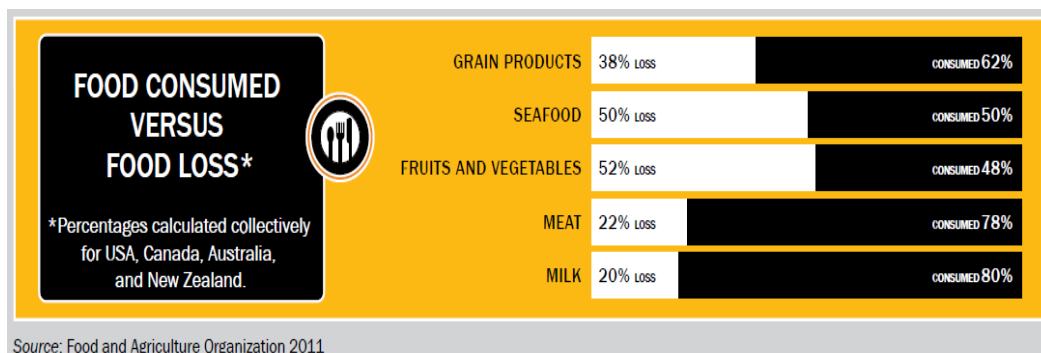 FOOD CONSUMED
VERSUS
FOOD LOSS*
*Percentages calculated collectively
for USA, Canada, Australia,
and New Zealand.
GRAIN PRODUCTS 38% LOSS CONSUMED 62%
SEAFOOD 50% LOSS CONSUMED 50%
FRUITS AND VEGETABLES 52% LOSS CONSUMED 48%
MEAT 22% LOSS CONSUMED 78%
MILK 20% LOSS CONSUMED 80%
Source: Food and Agriculture Organization 2011